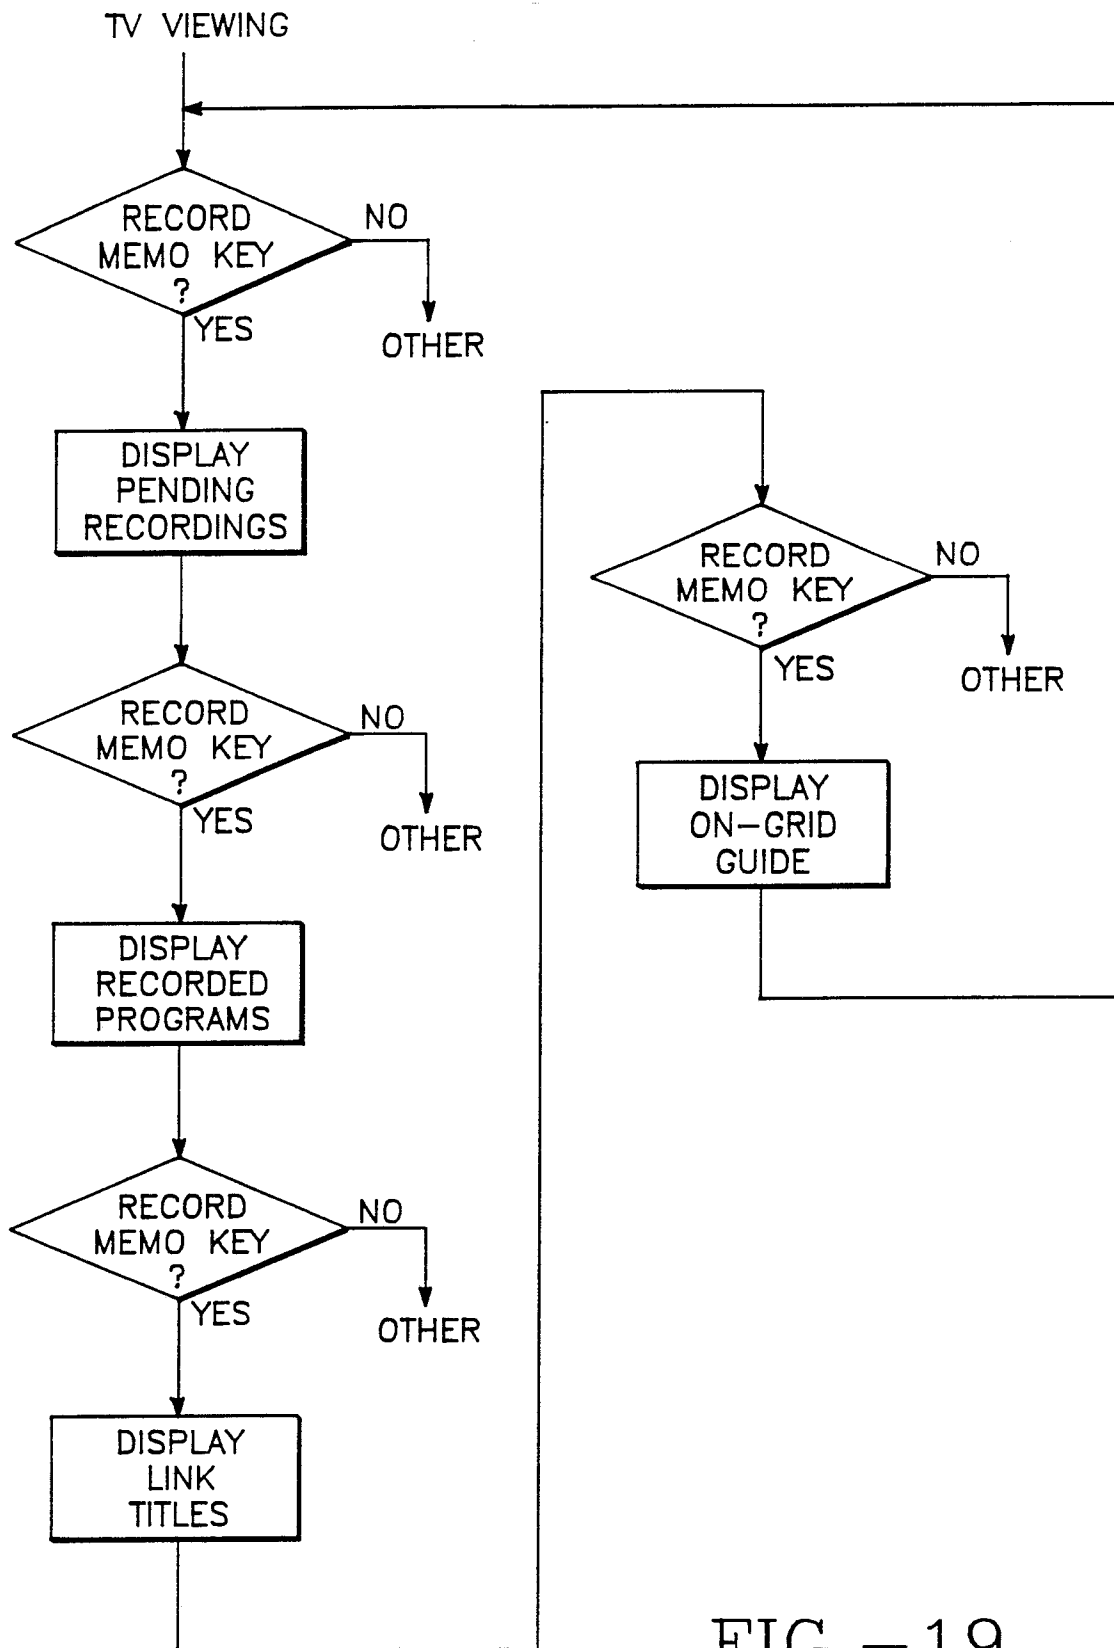 TV VIEWING
RECORD
MEMO KEY
?
NO
YES
OTHER
DISPLAY
PENDING
RECORDINGS
RECORD
MEMO KEY
?
NO
YES
OTHER
DISPLAY
RECORDED
PROGRAMS
RECORD
MEMO KEY
?
NO
YES
OTHER
DISPLAY
LINK
TITLES
RECORD
MEMO KEY
?
NO
YES
OTHER
DISPLAY
ON-GRID
GUIDE
FIG.-19